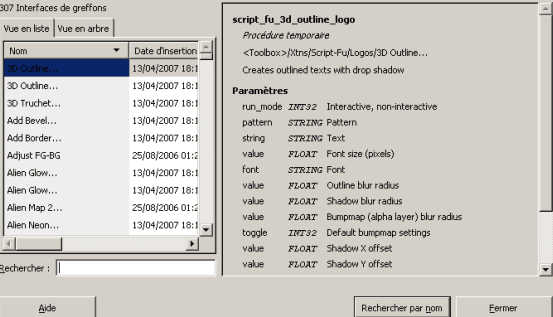 307 Interfaces de greffons
Vue en liste Vue en arbre
Nom Date d'insertion
3D Outline... 13/04/2007 18:1
3D Outline... 13/04/2007 18:1
3D Truchet... 13/04/2007 18:1
Add Bevel... 13/04/2007 18:1
Add Border... 13/04/2007 18:1
Adjust FG-BG 25/08/2006 01:2
Alien Glow... 13/04/2007 18:1
Alien Glow... 13/04/2007 18:1
Alien Map 2... 25/08/2006 01:2
Alien Neon... 13/04/2007 18:1
Rechercher :
script_fu_3d_outline_logo
Procédure temporaire
<Toolbox>/Xtns/Script-Fu/Logos/3D Outline...
Creates outlined texts with drop shadow
Paramètres
run_mode INT32 Interactive, non-interactive
pattern STRING Pattern
string STRING Text
value FLOAT Font size (pixels)
font STRING Font
value FLOAT Outline blur radius
value FLOAT Shadow blur radius
value FLOAT Bumpmap (alpha layer) blur radius
toggle INT32 Default bumpmap settings
value FLOAT Shadow X offset
value FLOAT Shadow Y offset
Aide Rechercher par nom Fermer